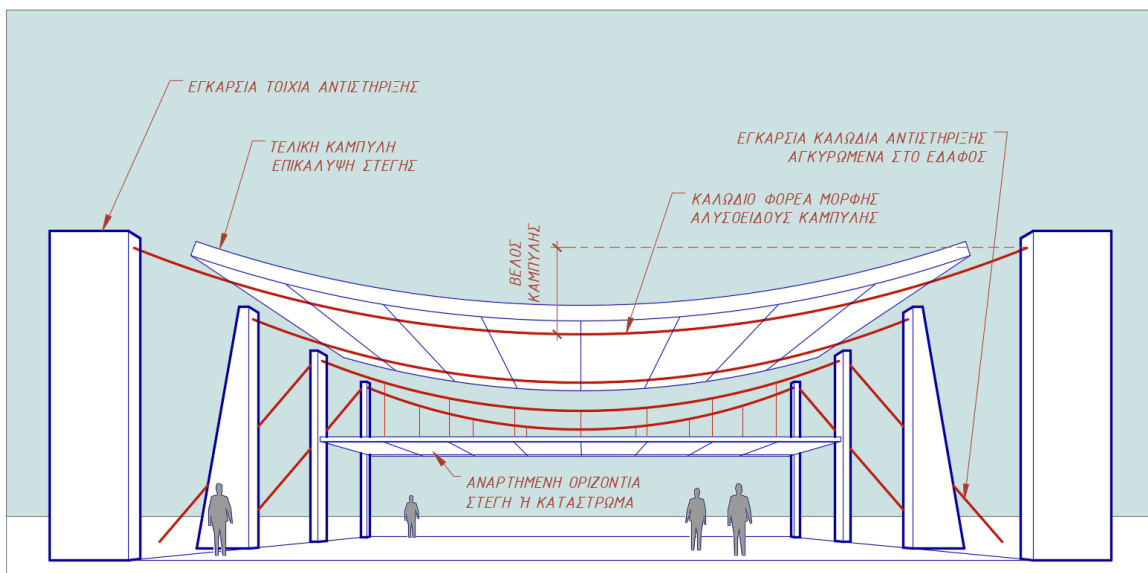 ΕΓΚΑΡΣΙΑ ΤΟΙΧΙΑ ΑΝΤΙΣΤΗΡΙΞΗΣ
ΤΕΛΙΚΗ ΚΑΜΠΥΛΗ
ΕΠΙΚΑΛΥΨΗ ΣΤΕΓΗΣ
ΕΓΚΑΡΣΙΑ ΚΑΛΩΔΙΑ ΑΝΤΙΣΤΗΡΙΞΗΣ
ΑΓΚΥΡΩΜΕΝΑ ΣΤΟ ΕΔΑΦΟΣ
ΚΑΛΩΔΙΟ ΦΟΡΕΑ ΜΟΡΦΗΣ
ΑΛΥΣΟΕΙΔΟΥΣ ΚΑΜΠΥΛΗΣ
ΒΕΛΟΣ
ΚΑΜΠΥΛΗΣ
ΑΝΑΡΤΗΜΕΝΗ ΟΡΙΖΟΝΤΙΑ
ΣΤΕΓΗ Ή ΚΑΤΑΣΤΡΩΜΑ